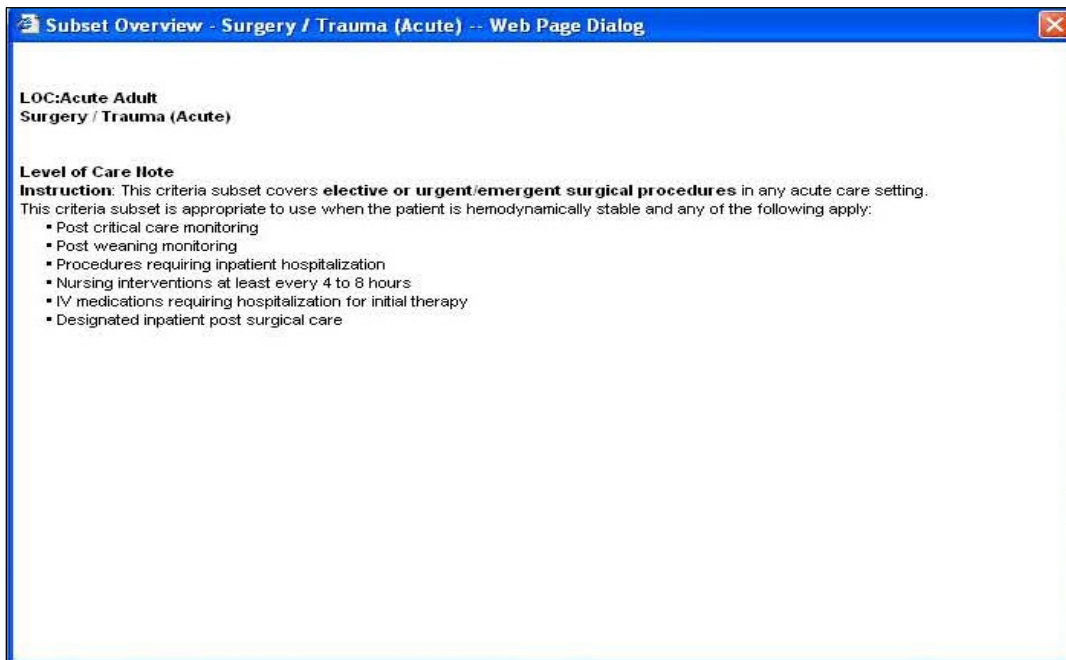 Subset Overview - Surgery / Trauma (Acute) -- Web Page Dialog
LOC:Acute Adult
Surgery / Trauma (Acute)
Level of Care Note
Instruction: This criteria subset covers elective or urgent/emergent surgical procedures in any acute care setting.
This criteria subset is appropriate to use when the patient is hemodynamically stable and any of the following apply:
▪ Post critical care monitoring
▪ Post weaning monitoring
▪ Procedures requiring inpatient hospitalization
▪ Nursing interventions at least every 4 to 8 hours
▪ IV medications requiring hospitalization for initial therapy
▪ Designated inpatient post surgical care